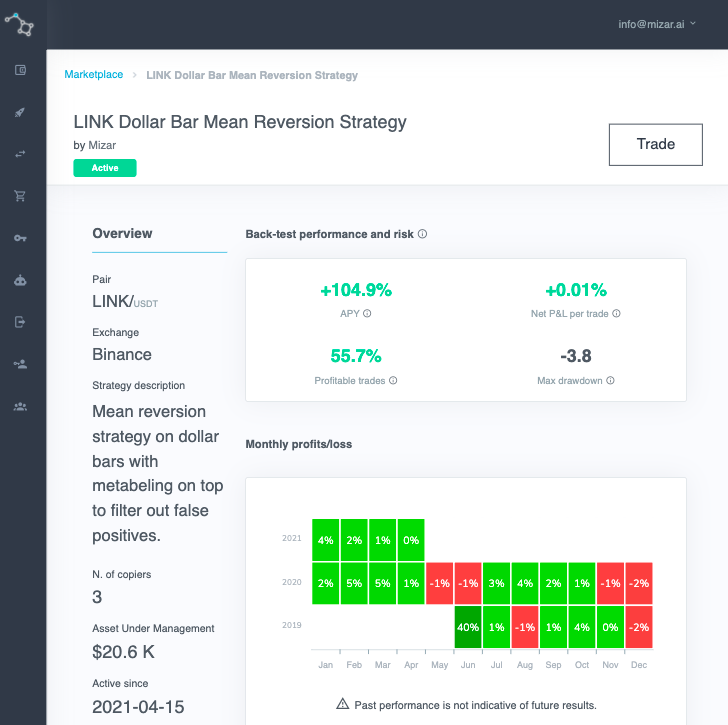 info@mizar.ai
Marketplace > LINK Dollar Bar Mean Reversion Strategy
LINK Dollar Bar Mean Reversion Strategy
by Mizar
Active
Trade
Overview
Pair
LINK/USDT
Exchange
Binance
Strategy description
Mean reversion
strategy on dollar
bars with
metabeling on top
to filter out false
positives.
N. of copiers
3
Asset Under Management
$20.6 K
Active since
2021-04-15
Back-test performance and risk
+104.9%
APY
+0.01%
Net P&L per trade
55.7%
Profitable trades
-3.8
Max drawdown
Monthly profits/loss
2021 4% 2% 1% 0%
2020 2% 5% 5% 1% -1% -1% 3% 4% 2% 1% -1% -2%
2019 40% 1% -1% 1% 4% 0% -2%
Jan Feb Mar Apr May Jun Jul Aug Sep Oct Nov Dec
Past performance is not indicative of future results.